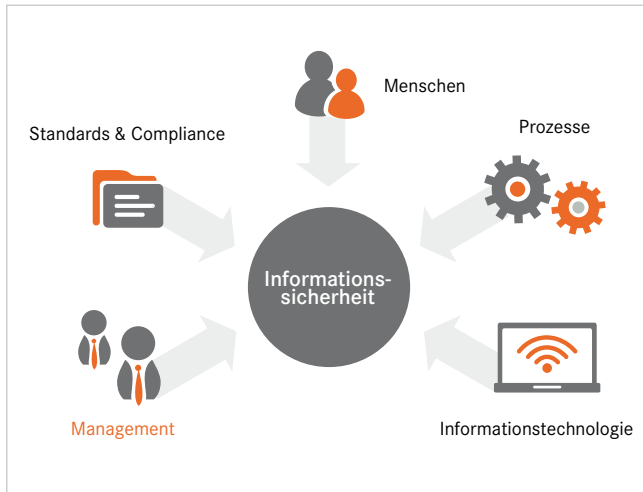 Menschen
Standards & Compliance
Prozesse
Informations-
sicherheit
Management
Informationstechnologie